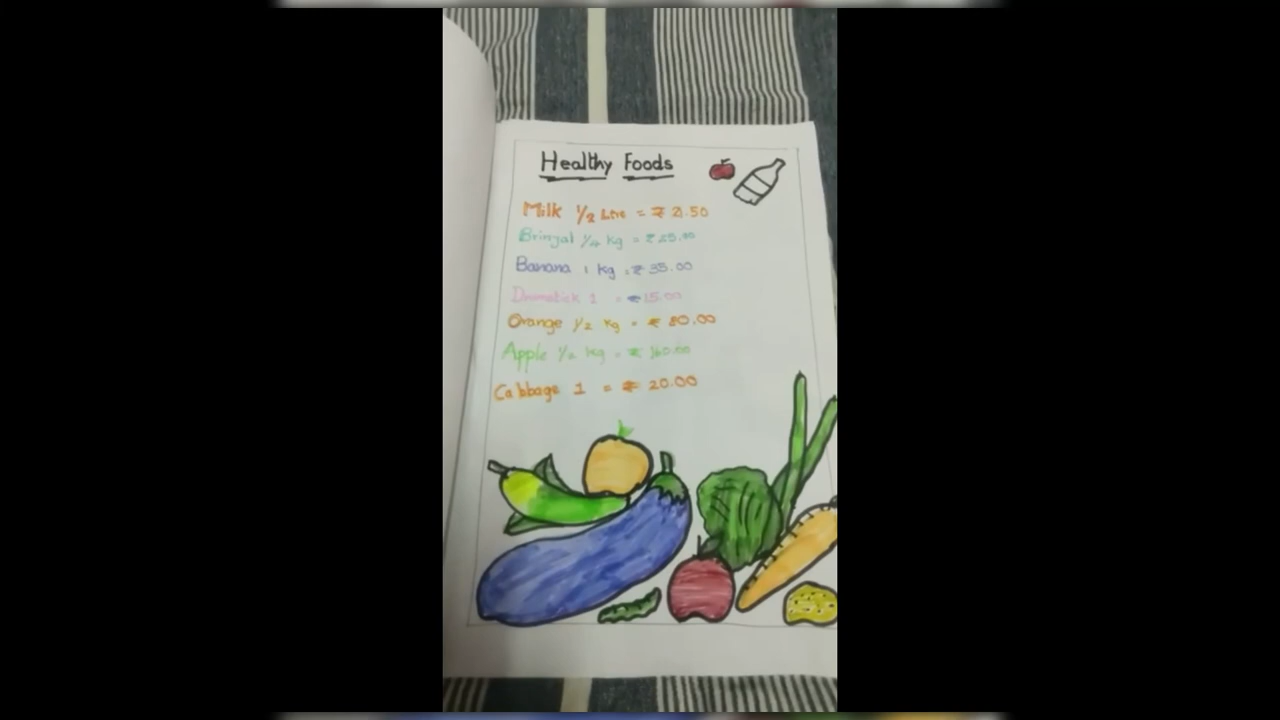 Healthy Foods
Milk 1/2 Litre = ₹ 21.50
Brinjal 1/4 kg = ₹ 25.00
Banana 1 kg = ₹ 35.00
Drumstick 1 = ₹ 15.00
Orange 1/2 kg = ₹ 80.00
Apple 1/2 kg = ₹ 160.00
Cabbage 1 = ₹ 20.00